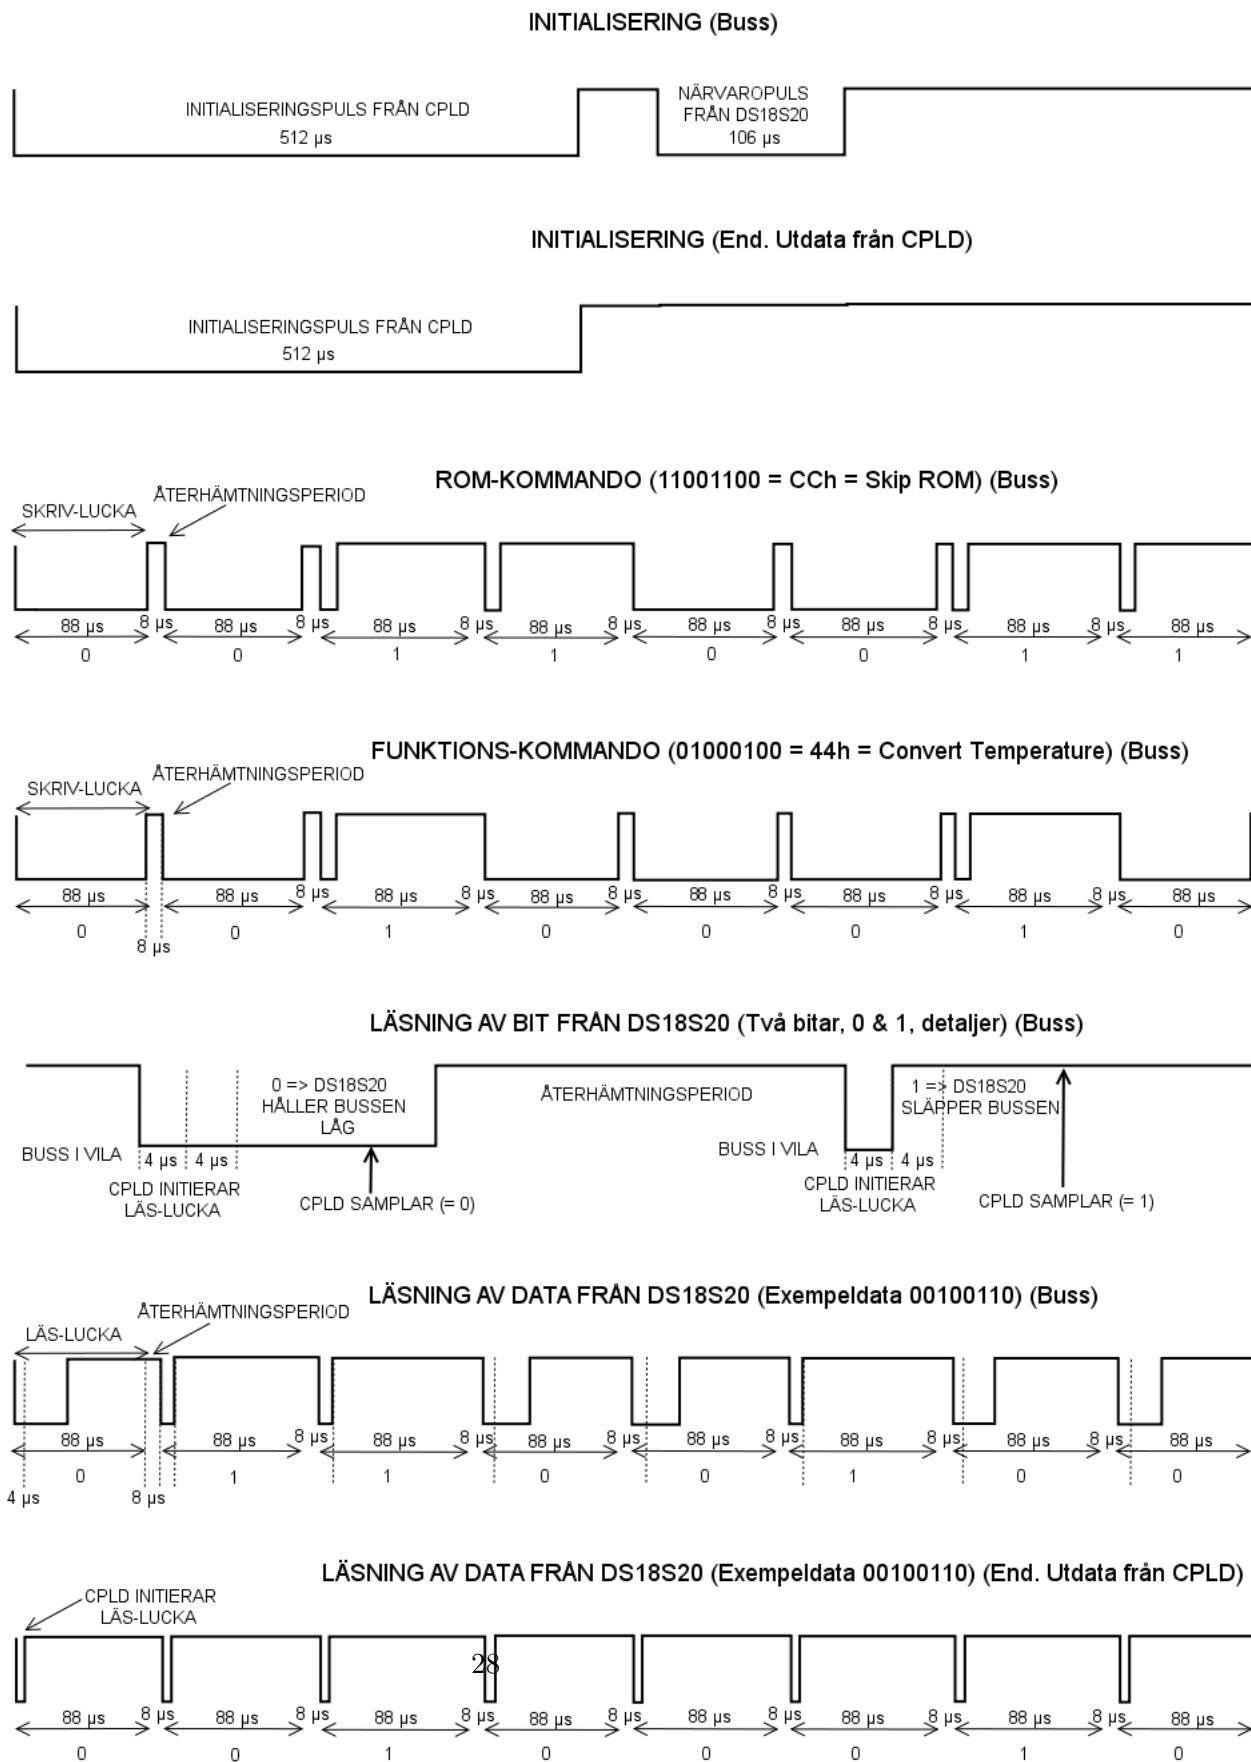 INITIALISERING (Buss)
INITIALISERINGSPULS FRÅN CPLD
512 µs
NÄRVAROPULS
FRÅN DS18S20
106 µs
INITIALISERING (End. Utdata från CPLD)
INITIALISERINGSPULS FRÅN CPLD
512 µs
ROM-KOMMANDO (11001100 = CCh = Skip ROM) (Buss)
SKRIV-LUCKA
ÅTERHÄMTNINGSPERIOD
88 µs 8 µs 88 µs 8 µs 88 µs 8 µs 88 µs 8 µs 88 µs 8 µs 88 µs 8 µs 88 µs 8 µs 88 µs
0 0 1 1 0 0 1 1
FUNKTIONS-KOMMANDO (01000100 = 44h = Convert Temperature) (Buss)
SKRIV-LUCKA
ÅTERHÄMTNINGSPERIOD
88 µs 88 µs 8 µs 88 µs 8 µs 88 µs 8 µs 88 µs 8 µs 88 µs 8 µs 88 µs 8 µs 88 µs
0 0 1 0 0 0 1 0
8 µs
LÄSNING AV BIT FRÅN DS18S20 (Två bitar, 0 & 1, detaljer) (Buss)
0 => DS18S20
HÅLLER BUSSEN
LÅG
ÅTERHÄMTNINGSPERIOD
1 => DS18S20
SLÄPPER BUSSEN
BUSS I VILA
4 µs 4 µs
CPLD INITIERAR
LÄS-LUCKA
CPLD SAMPLAR (= 0)
BUSS I VILA
4 µs 4 µs
CPLD INITIERAR
LÄS-LUCKA
CPLD SAMPLAR (= 1)
LÄSNING AV DATA FRÅN DS18S20 (Exempeldata 00100110) (Buss)
LÄS-LUCKA
ÅTERHÄMTNINGSPERIOD
88 µs 88 µs 8 µs 88 µs 8 µs 88 µs 8 µs 88 µs 8 µs 88 µs 8 µs 88 µs 8 µs 88 µs
0 1 1 0 0 1 0 0
4 µs 8 µs
LÄSNING AV DATA FRÅN DS18S20 (Exempeldata 00100110) (End. Utdata från CPLD)
CPLD INITIERAR
LÄS-LUCKA
28
88 µs 8 µs 88 µs 8 µs 88 µs 8 µs 88 µs 8 µs 88 µs 8 µs 88 µs 8 µs 88 µs 8 µs 88 µs
0 0 1 0 0 0 1 0